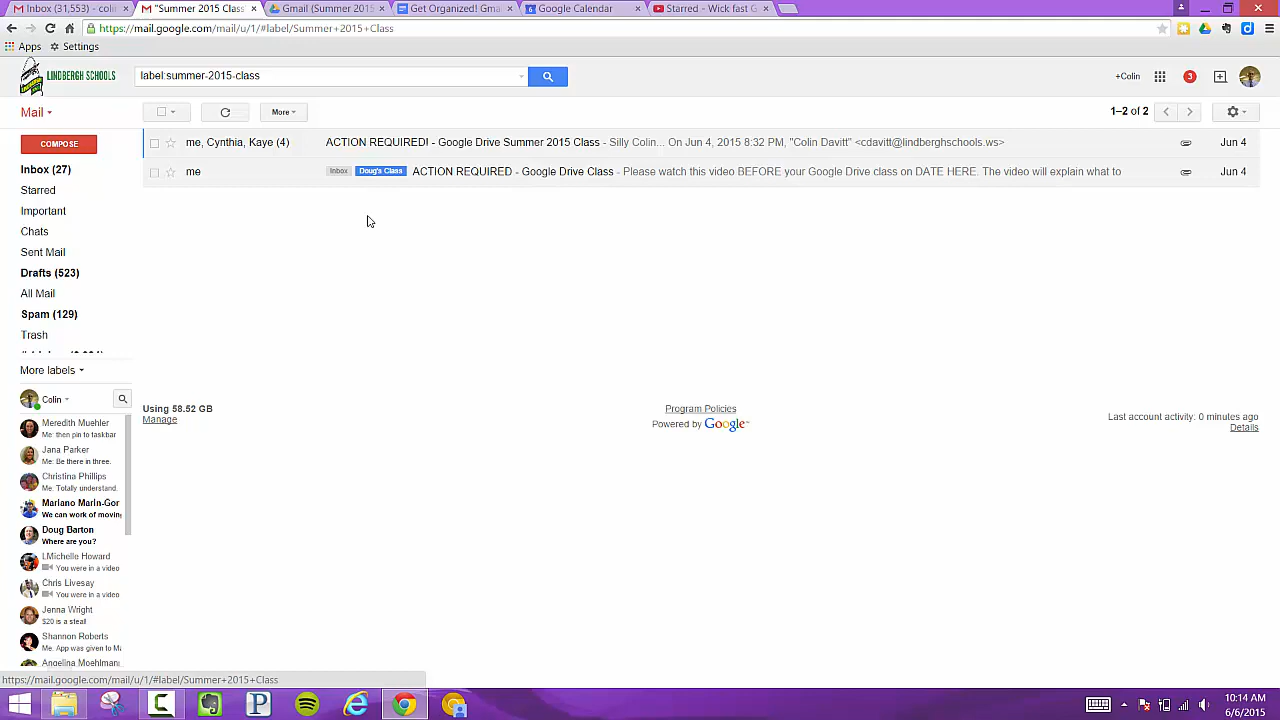 Inbox (31,553) - coli
"Summer 2015 Class
Gmail (Summer 2015
Get Organized! Gma
Google Calendar
Starred - Wick fast G
https://mail.google.com/mail/u/1/#label/Summer+2015+Class
Apps
Settings
LINDBERGH SCHOOLS
label:summer-2015-class
+Colin
3
Mail
More
1–2 of 2
COMPOSE
me, Cynthia, Kaye (4)
ACTION REQUIRED! - Google Drive Summer 2015 Class - Silly Colin... On Jun 4, 2015 8:32 PM, "Colin Davitt" <cdavitt@lindberghschools.ws>
Jun 4
me
Inbox
Doug's Class
ACTION REQUIRED - Google Drive Class - Please watch this video BEFORE your Google Drive class on DATE HERE. The video will explain what to
Jun 4
Inbox (27)
Starred
Important
Chats
Sent Mail
Drafts (523)
All Mail
Spam (129)
Trash
More labels
Colin
Meredith Muehler
Me: then pin to taskbar
Jana Parker
Me: Be there in three.
Christina Phillips
Me: Totally understand.
Mariano Marin-Gor
We can work of movin
Doug Barton
Where are you?
LMichelle Howard
You were in a video
Chris Livesay
You were in a video
Jenna Wright
$20 is a steal!
Shannon Roberts
Me: App was given to Ma
Angelina Moehlman
Using 58.52 GB
Manage
Program Policies
Powered by Google™
Last account activity: 0 minutes ago
Details
https://mail.google.com/mail/u/1/#label/Summer+2015+Class
10:14 AM
6/6/2015